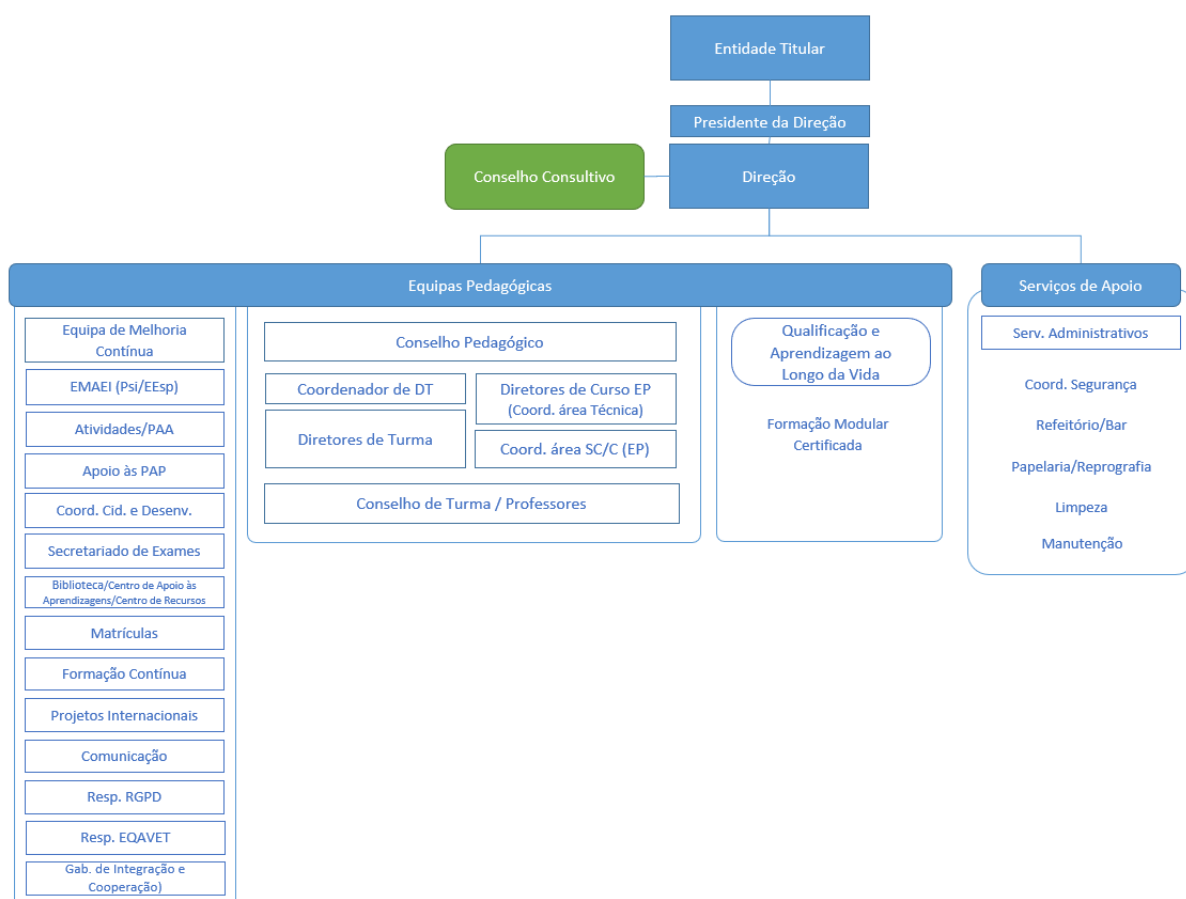 Entidade Titular
Presidente da Direção
Conselho Consultivo
Direção
Equipas Pedagógicas
Serviços de Apoio
Equipa de Melhoria
Contínua
EMAEI (Psi/EEsp)
Atividades/PAA
Apoio às PAP
Coord. Cid. e Desenv.
Secretariado de Exames
Biblioteca/Centro de Apoio às
Aprendizagens/Centro de Recursos
Matrículas
Formação Contínua
Projetos Internacionais
Comunicação
Resp. RGPD
Resp. EQAVET
Gab. de Integração e
Cooperação)
Conselho Pedagógico
Coordenador de DT
Diretores de Turma
Diretores de Curso EP
(Coord. área Técnica)
Coord. área SC/C (EP)
Conselho de Turma / Professores
Qualificação e
Aprendizagem ao
Longo da Vida
Formação Modular
Certificada
Serv. Administrativos
Coord. Segurança
Refeitório/Bar
Papelaria/Reprografia
Limpeza
Manutenção